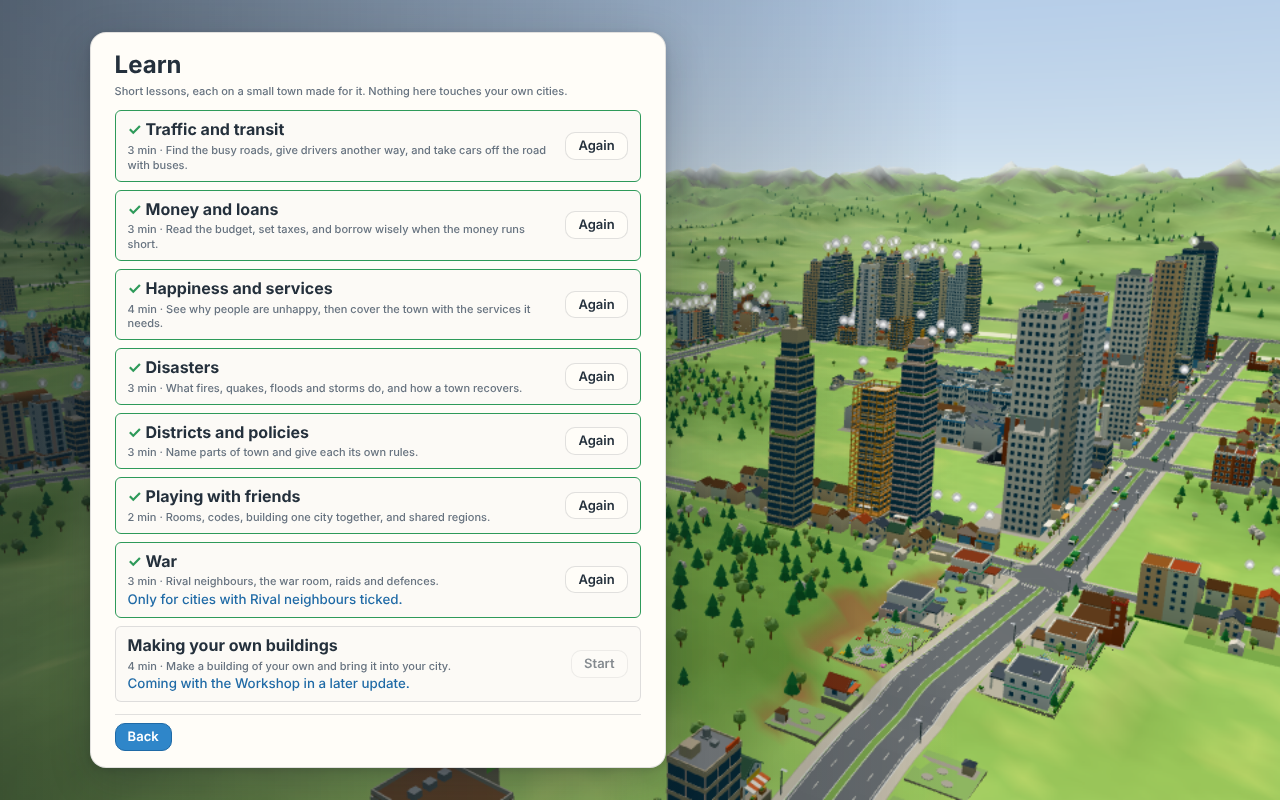 Learn
Short lessons, each on a small town made for it. Nothing here touches your own cities.
✓ Traffic and transit
3 min · Find the busy roads, give drivers another way, and take cars off the road
with buses.
Again
✓ Money and loans
3 min · Read the budget, set taxes, and borrow wisely when the money runs
short.
Again
✓ Happiness and services
4 min · See why people are unhappy, then cover the town with the services it
needs.
Again
✓ Disasters
3 min · What fires, quakes, floods and storms do, and how a town recovers.
Again
✓ Districts and policies
3 min · Name parts of town and give each its own rules.
Again
✓ Playing with friends
2 min · Rooms, codes, building one city together, and shared regions.
Again
✓ War
3 min · Rival neighbours, the war room, raids and defences.
Only for cities with Rival neighbours ticked.
Again
Making your own buildings
4 min · Make a building of your own and bring it into your city.
Coming with the Workshop in a later update.
Start
Back